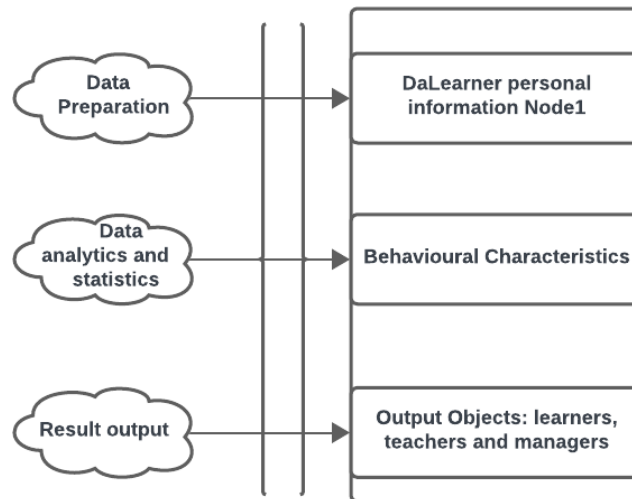 Data
Preparation
DaLearner personal
information Node1
Data
analytics and
statistics
Behavioural Characteristics
Result output
Output Objects: learners,
teachers and managers